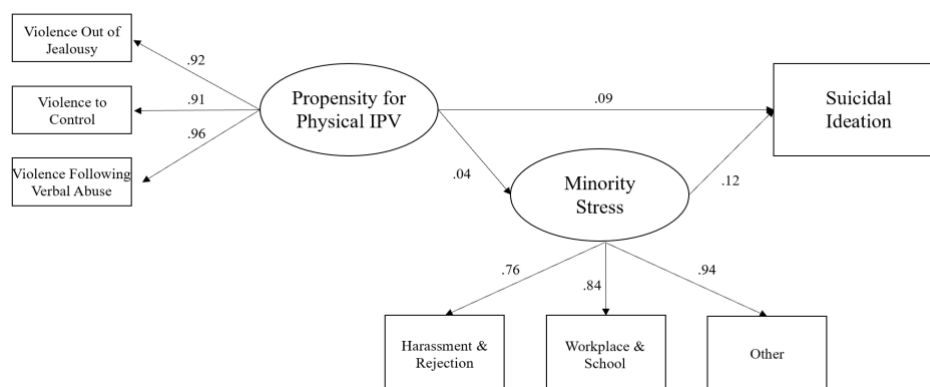 Violence Out of
Jealousy
.92
Violence to
Control
.91
.96
Violence Following
Verbal Abuse
Propensity for
Physical IPV
.09
Suicidal
Ideation
.04
Minority
Stress
.12
.76
.84
.94
Harassment &
Rejection
Workplace &
School
Other